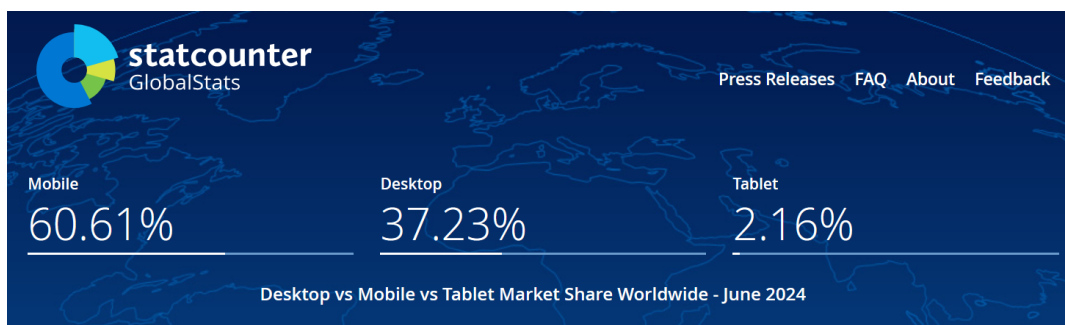 statcounter
GlobalStats
Press Releases FAQ About Feedback
Mobile
60.61%
Desktop
37.23%
Tablet
2.16%
Desktop vs Mobile vs Tablet Market Share Worldwide - June 2024